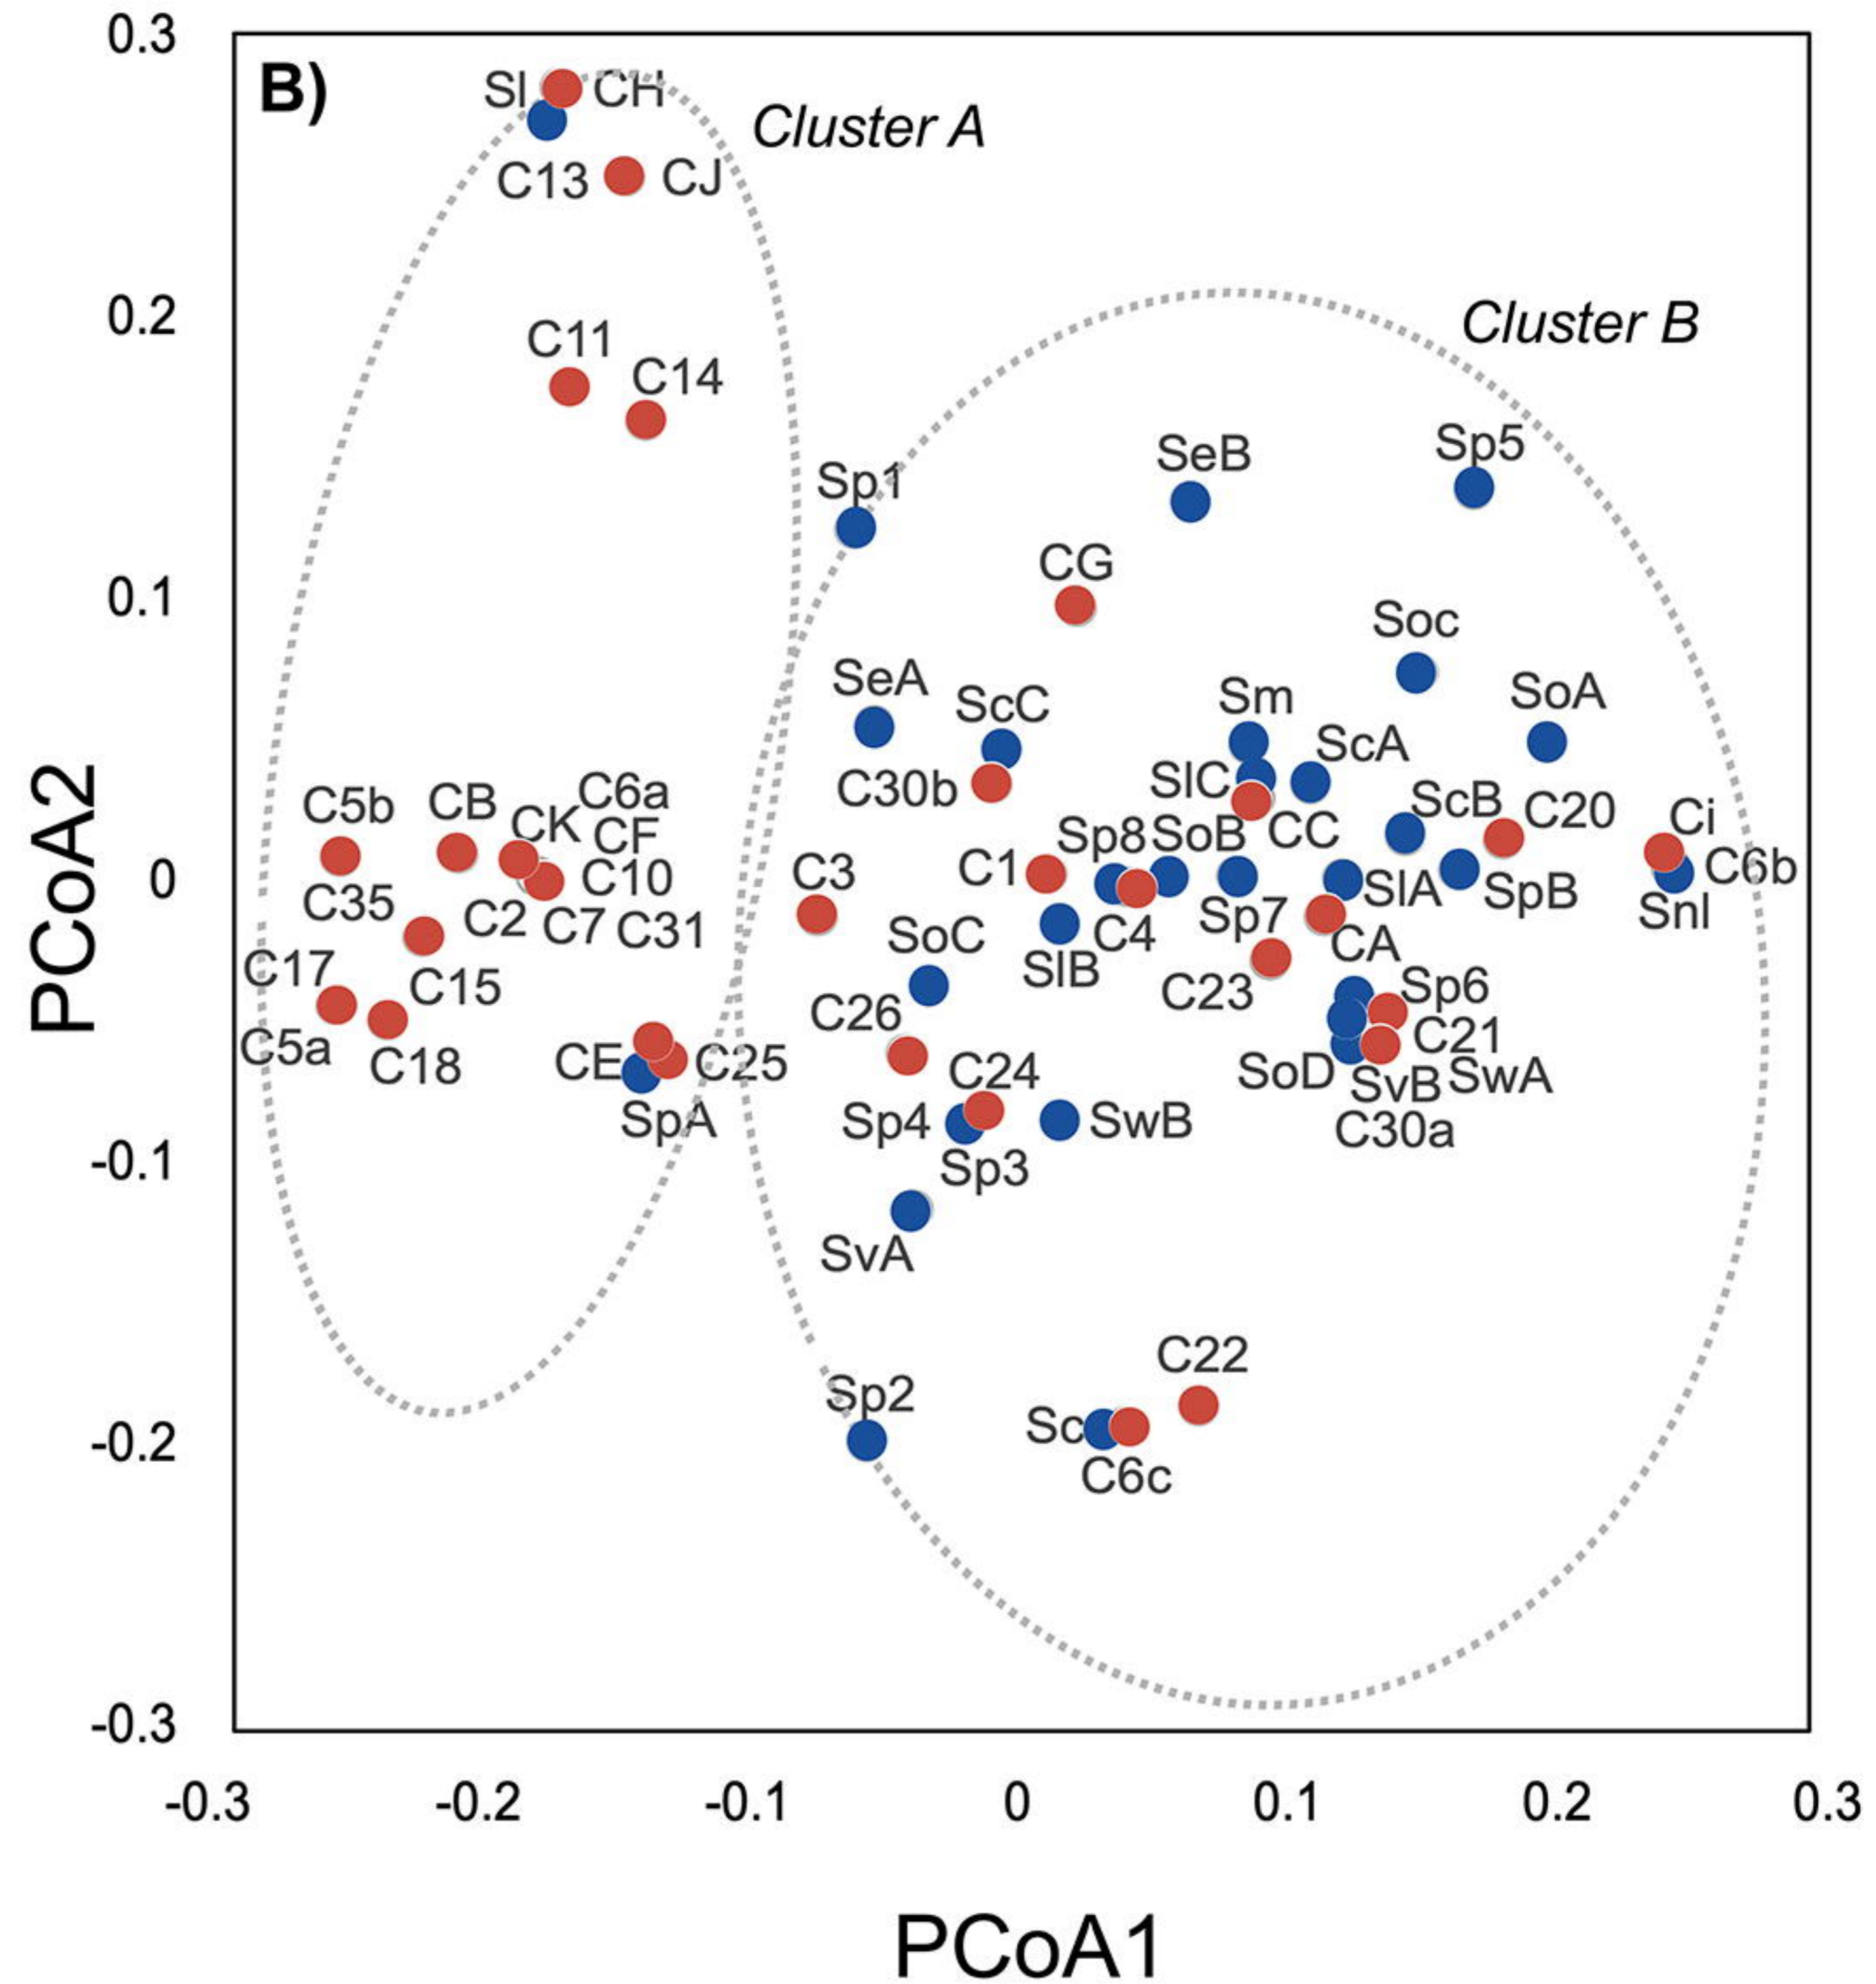 0.3
B)
SI CH
Cluster A
C13 CJ
0.2
Cluster B
C11
C14
Sp5
SeB
Sp1
CG
0.1
Soc
SeA
SoA
ScC
Sm
ScA
C30b
SlC
C6a
C5b CB
CK CF
ScB C20 Ci
Sp8 SoB CC
C3
C1
0
C10
C6b
C35
SlA SpB
C2 C7 C31
Sp7
Snl
SoC
C4
CA
C17
SlB
C15
C23
Sp6
C26
C5a
C21
C18
CE C25
C24
SoD SvB SwA
SpA
Sp4
SwB
C30a
-0.1
Sp3
SvA
C22
Sp2
Sc
-0.2
C6c
-0.3
PCoA2
-0.3 -0.2 -0.1 0 0.1 0.2 0.3
PCoA1